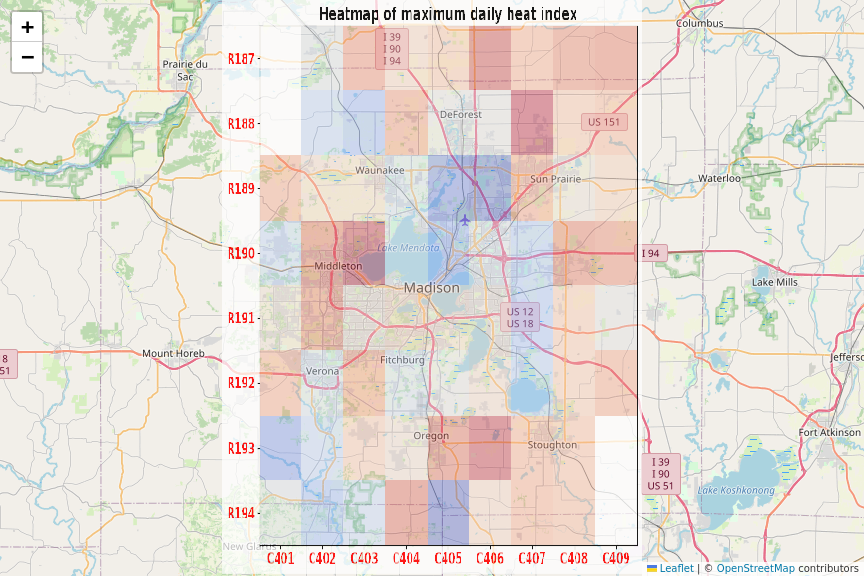 Heatmap of maximum daily heat index
+
−
Columbus
I 39
I 90
I 94
R187
Prairie du
Sac
DeForest
US 151
R188
Waunakee
Sun Prairie
Waterloo
R189
Lake Mendota
R190
I 94
Middleton
Lake Mills
Madison
US 12
US 18
R191
8
51
Mount Horeb
Fitchburg
Jefferso
Verona
R192
Oregon
Stoughton
Fort Atkinson
R193
I 39
I 90
US 51
Lake Koshkonong
R194
New Glarus
C401 C402 C403 C404 C405 C406 C407 C408 C409
Leaflet | © OpenStreetMap contributors